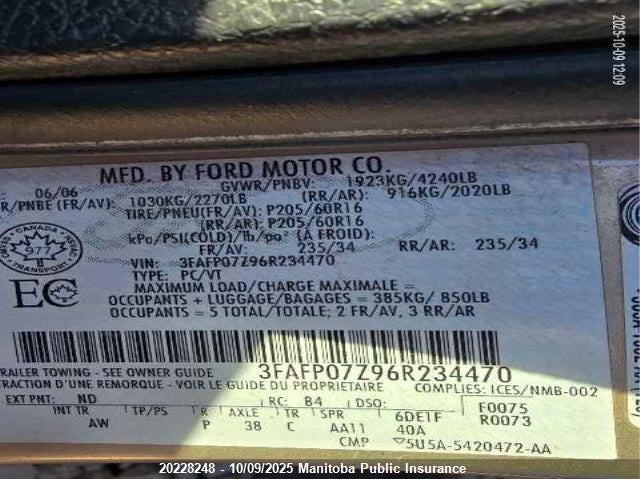 2025-10-09 12:09
MFD. BY FORD MOTOR CO.
06/06 GVWR/PNBV: 1923KG/4240LB
R/PNBE (FR/AV): 1030KG/2270LB (RR/AR): 916KG/2020LB
TIRE/PNEU(FR/AV): P205/60R16
(RR/AR): P205/60R16
kPa/PSI(COLD)/lb/po² (A FROID):
FR/AV: 235/34 RR/AR: 235/34
VIN: 3FAFP07Z96R234470
TYPE: PC/VT
MAXIMUM LOAD/CHARGE MAXIMALE =
OCCUPANTS + LUGGAGE/BAGAGES = 385KG/ 850LB
OCCUPANTS = 5 TOTAL/TOTALE; 2 FR/AV, 3 RR/AR
CANADA
977
EC
3FAFP07Z96R234470
RAILER TOWING - SEE OWNER GUIDE
RACTION D'UNE REMORQUE - VOIR LE GUIDE DU PROPRIETAIRE
COMPLIES: ICES/NMB-002
EXT PNT: ND RC: B4 DSO: F0075
INT TR TP/PS R AXLE TR SPR 6DE1F R0073
AW P 38 C AA11 40A
CMP 5U5A-5420472-AA
20228248 - 10/09/2025 Manitoba Public Insurance